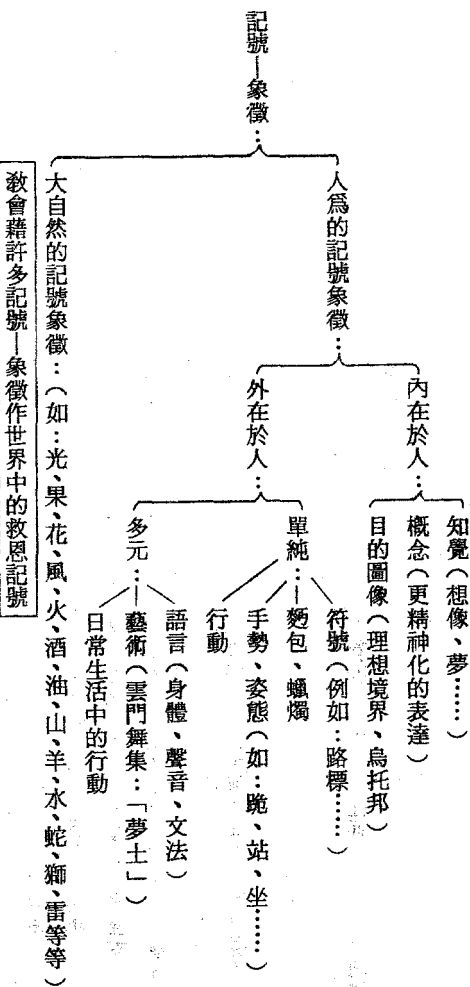 記號—象徵：
人爲的記號象徵：
內在於人：
知覺（想像、夢……）
概念（更精神化的表達）
目的圖像（理想境界、烏托邦）
外在於人：
單純：
符號（例如：路標……）
麪包、蠟燭
手勢、姿態（如：跪、站、坐……）
行動
多元：
語言（身體、聲音、文法）
藝術（雲門舞集：「夢土」）
日常生活中的行動
大自然的記號象徵：（如：光、果、花、風、火、酒、油、山、羊、水、蛇、獅、雷等等）
教會藉許多記號—象徵作世界中的救恩記號